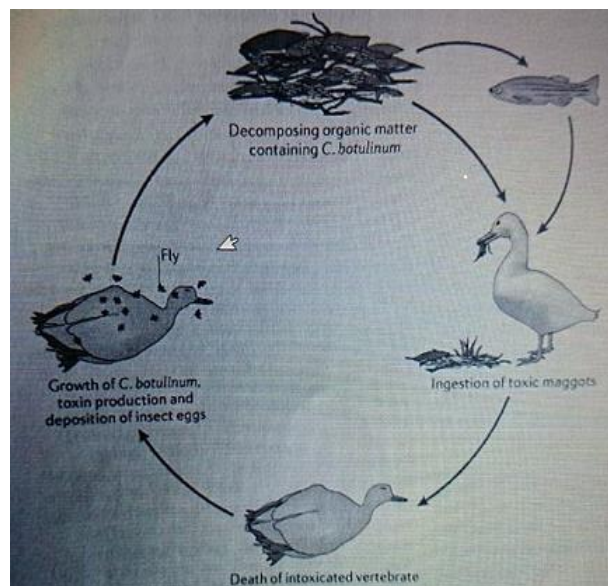 Decomposing organic matter
containing C. botulinum
Fly
Growth of C. botulinum,
toxin production and
deposition of insect eggs
Ingestion of toxic maggots
Death of intoxicated vertebrate